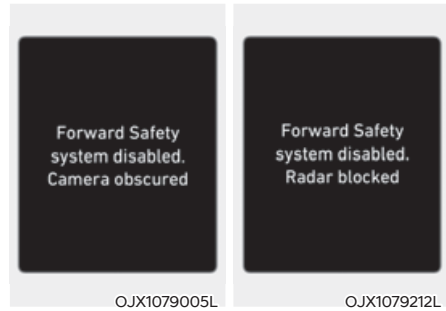 Forward Safety
system disabled.
Camera obscured
OJX1079005L
Forward Safety
system disabled.
Radar blocked
OJX1079212L